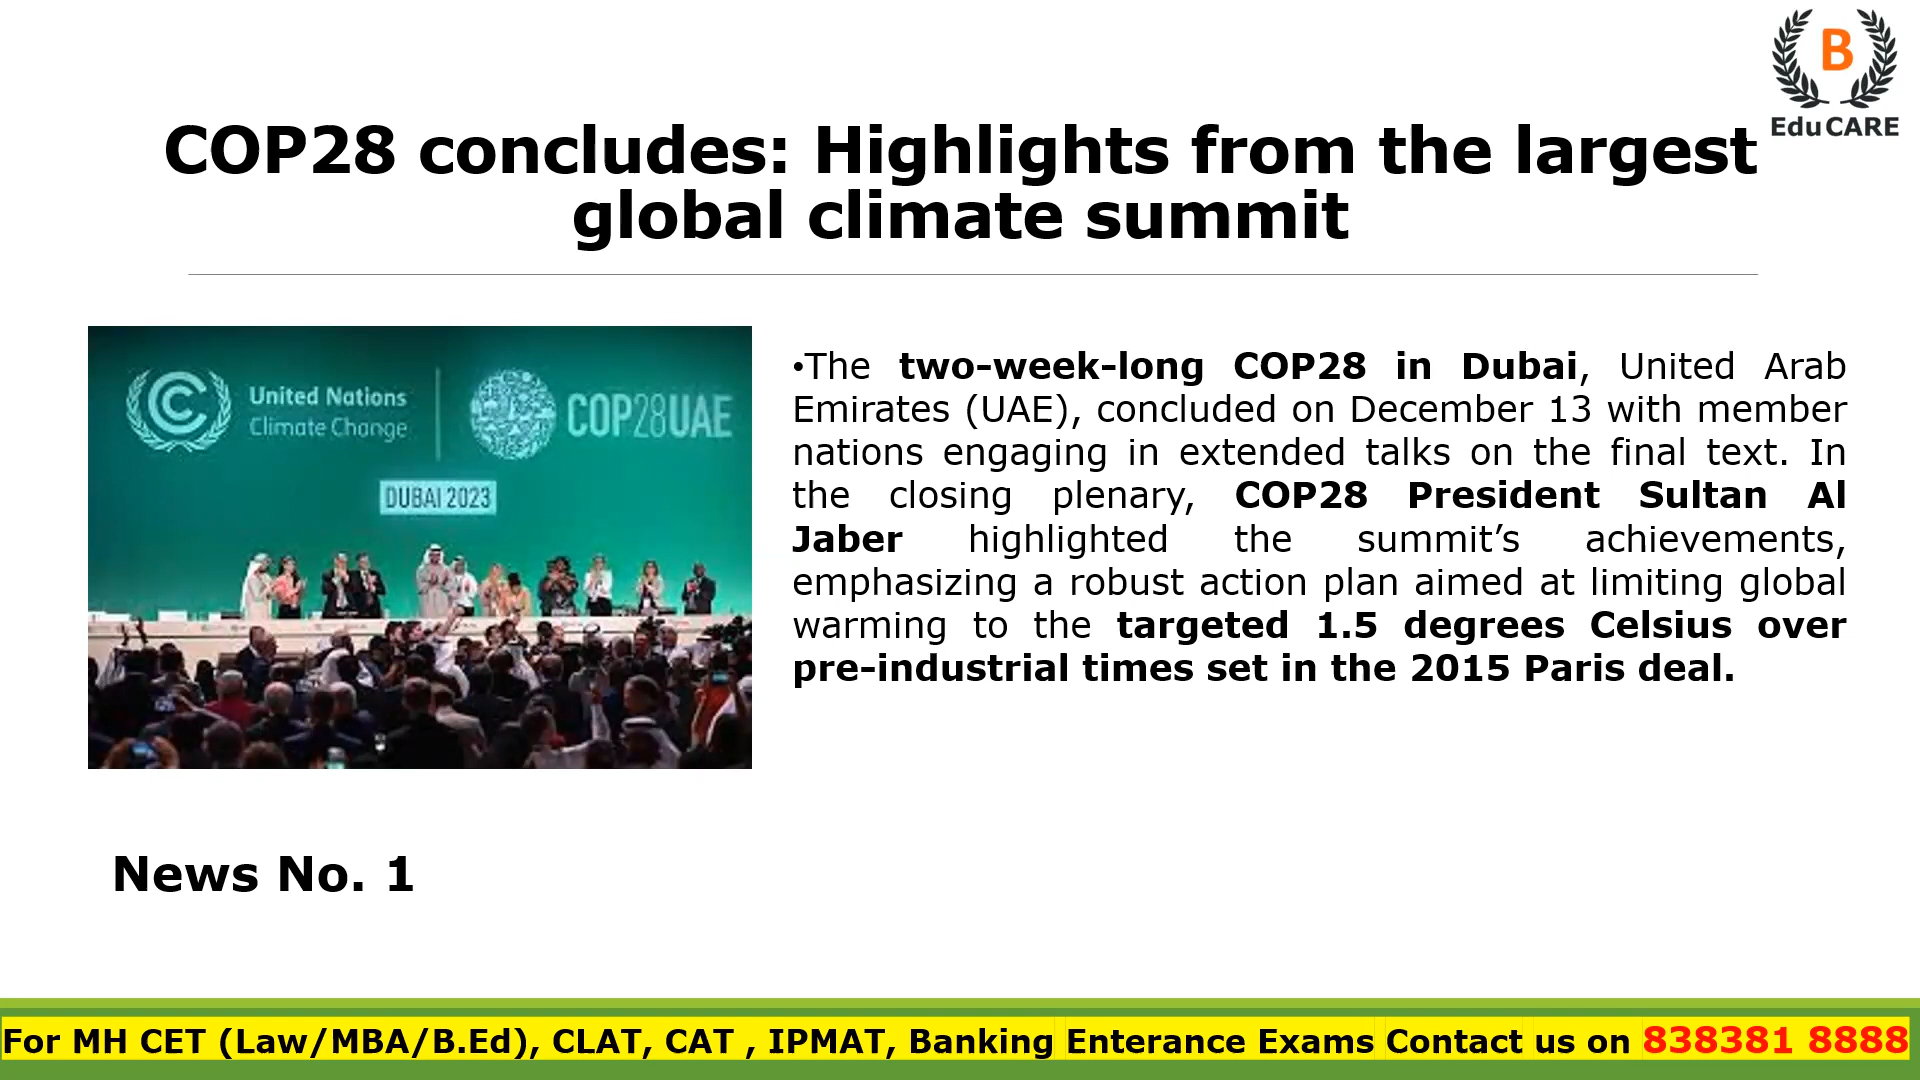 B
EduCARE
COP28 concludes: Highlights from the largest
global climate summit
United Nations
Climate Change
COP28UAE
DUBAI 2023
•The two-week-long COP28 in Dubai, United Arab
Emirates (UAE), concluded on December 13 with member
nations engaging in extended talks on the final text. In
the closing plenary, COP28 President Sultan Al
Jaber highlighted the summit’s achievements,
emphasizing a robust action plan aimed at limiting global
warming to the targeted 1.5 degrees Celsius over
pre-industrial times set in the 2015 Paris deal.
News No. 1
For MH CET (Law/MBA/B.Ed), CLAT, CAT , IPMAT, Banking Enterance Exams Contact us on 838381 8888